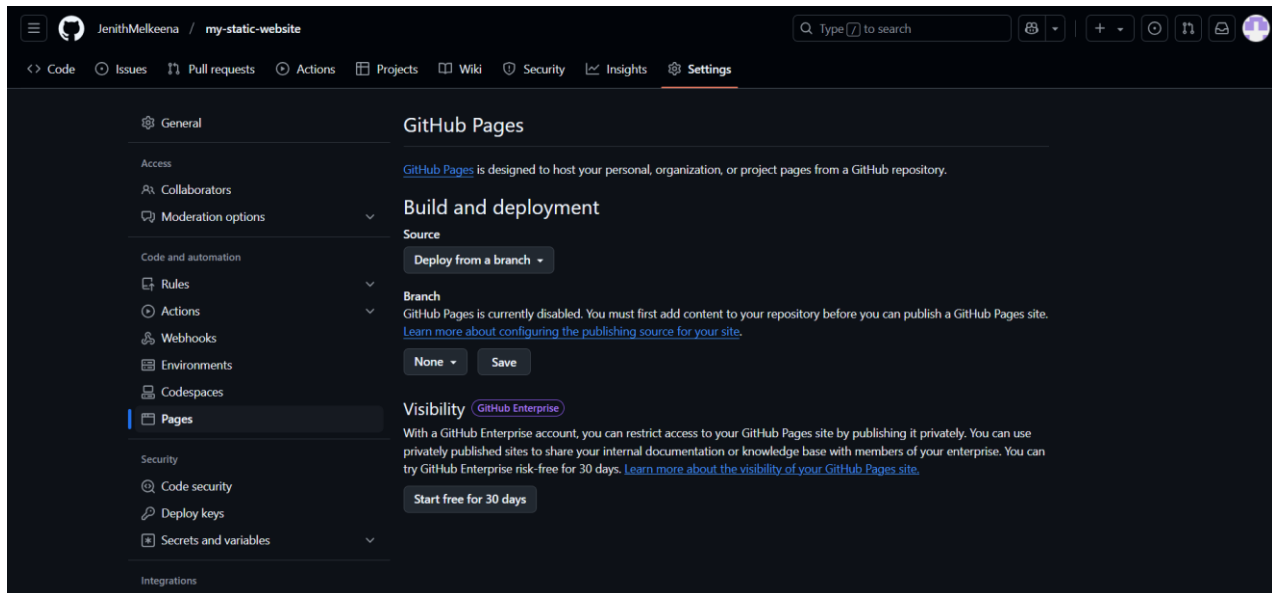 JenithMelkeena / my-static-website
Type / to search
Code Issues Pull requests Actions Projects Wiki Security Insights Settings
General
Access
Collaborators
Moderation options
Code and automation
Rules
Actions
Webhooks
Environments
Codespaces
Pages
Security
Code security
Deploy keys
Secrets and variables
Integrations
GitHub Pages
GitHub Pages is designed to host your personal, organization, or project pages from a GitHub repository.
Build and deployment
Source
Deploy from a branch
Branch
GitHub Pages is currently disabled. You must first add content to your repository before you can publish a GitHub Pages site.
Learn more about configuring the publishing source for your site.
None Save
Visibility GitHub Enterprise
With a GitHub Enterprise account, you can restrict access to your GitHub Pages site by publishing it privately. You can use
privately published sites to share your internal documentation or knowledge base with members of your enterprise. You can
try GitHub Enterprise risk-free for 30 days. Learn more about the visibility of your GitHub Pages site.
Start free for 30 days